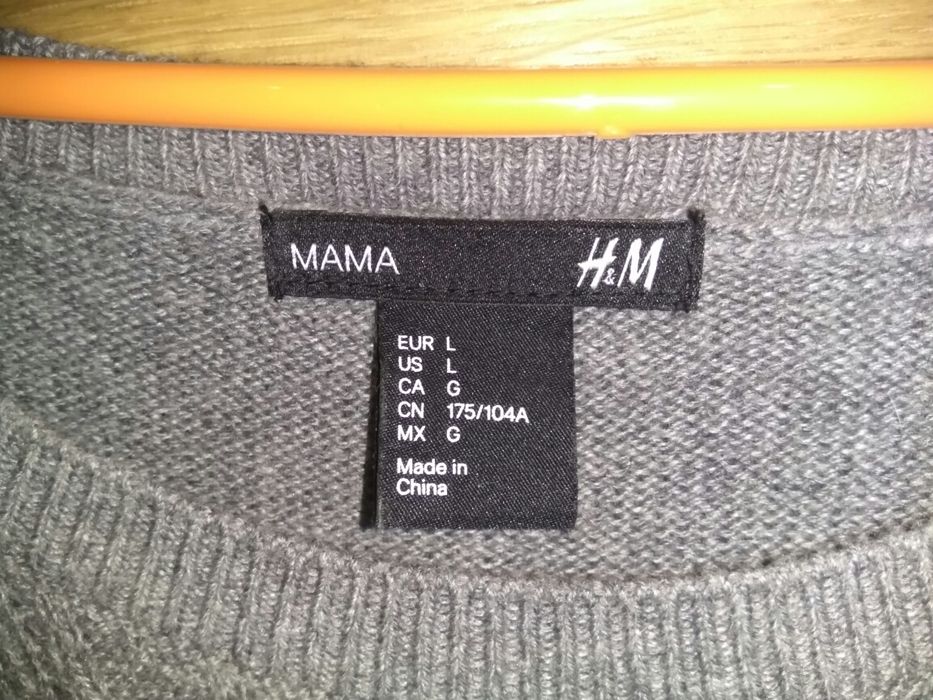 MAMA H&M
EUR L
US L
CA G
CN 175/104A
MX G
Made in
China